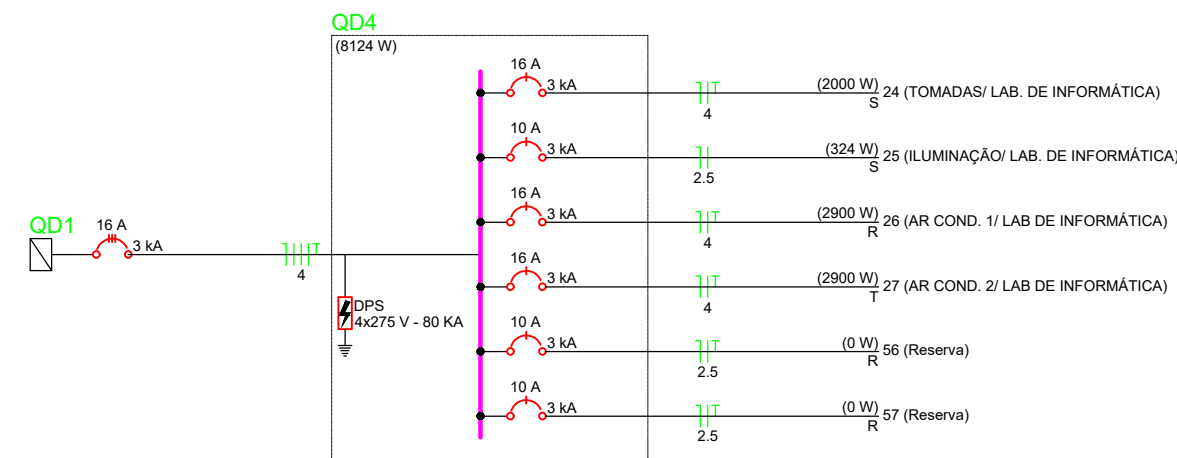 QD4
(8124 W)
16 A
3 kA
4
(2000 W)
S
24 (TOMADAS/ LAB. DE INFORMÁTICA)
10 A
3 kA
2.5
(324 W)
S
25 (ILUMINAÇÃO/ LAB. DE INFORMÁTICA)
16 A
3 kA
4
(2900 W)
R
26 (AR COND. 1/ LAB DE INFORMÁTICA)
QD1
16 A
3 kA
4
16 A
3 kA
4
(2900 W)
T
27 (AR COND. 2/ LAB DE INFORMÁTICA)
DPS
4x275 V - 80 KA
10 A
3 kA
2.5
(0 W)
R
56 (Reserva)
10 A
3 kA
2.5
(0 W)
R
57 (Reserva)